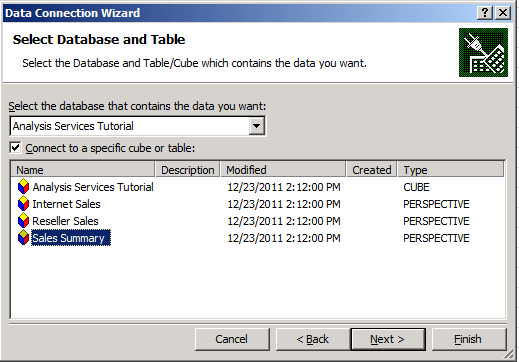 Data Connection Wizard
Select Database and Table
Select the Database and Table/Cube which contains the data you want.
Select the database that contains the data you want:
Analysis Services Tutorial
Connect to a specific cube or table:
Name Description Modified Created Type
Analysis Services Tutorial 12/23/2011 2:12:00 PM CUBE
Internet Sales 12/23/2011 2:12:00 PM PERSPECTIVE
Reseller Sales 12/23/2011 2:12:00 PM PERSPECTIVE
Sales Summary 12/23/2011 2:12:00 PM PERSPECTIVE
Cancel < Back Next > Finish